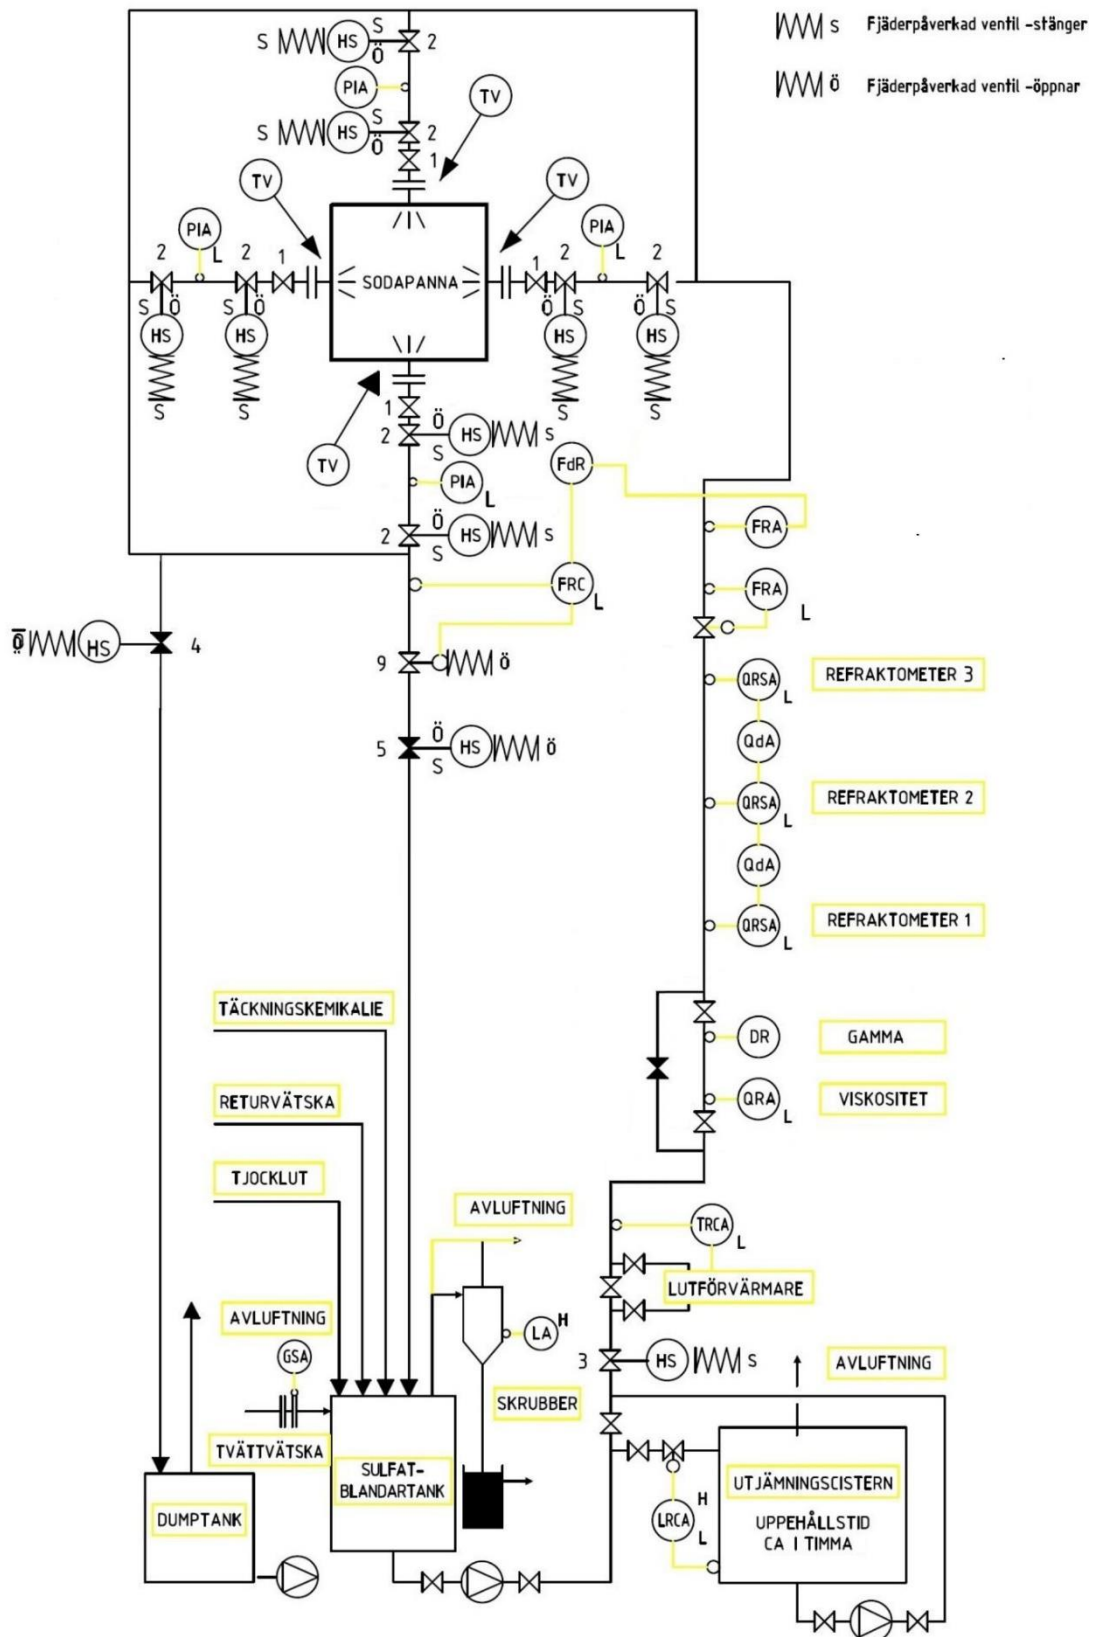 S HS S Ö 2
S Fjäderpåverkad ventil -stänger
PIA
TV
Ö Fjäderpåverkad ventil -öppnar
S HS S Ö 2
1
TV
TV
PIA L
PIA L
2 2 1
SODAPANNA
1 2 2
S Ö S Ö
Ö S Ö S
HS HS
HS HS
S S
S S
1
2 Ö S HS S
TV
FdR
PIA L
2 Ö S HS S
FRA
FRC L
FRA L
Ö HS 4
9 Ö
QRSA L REFRAKTOMETER 3
5 Ö S HS Ö
QdA
QRSA L REFRAKTOMETER 2
QdA
QRSA L REFRAKTOMETER 1
TÄCKNINGSKEMIKALIE
DR GAMMA
RETURVÄTSKA
QRA L VISKOSITET
TJOCKLUT
AVLUFTNING
TRCA L
LUTFÖRVÄRMARE
AVLUFTNING
LA H
GSA
3 HS S
AVLUFTNING
SKRUBBER
TVÄTTVÄTSKA
SULFAT-
BLANDARTANK
UTJÄMNINGSCISTERN
DUMPTANK
LRCA H L
UPPEHÅLLSTID
CA I TIMMA